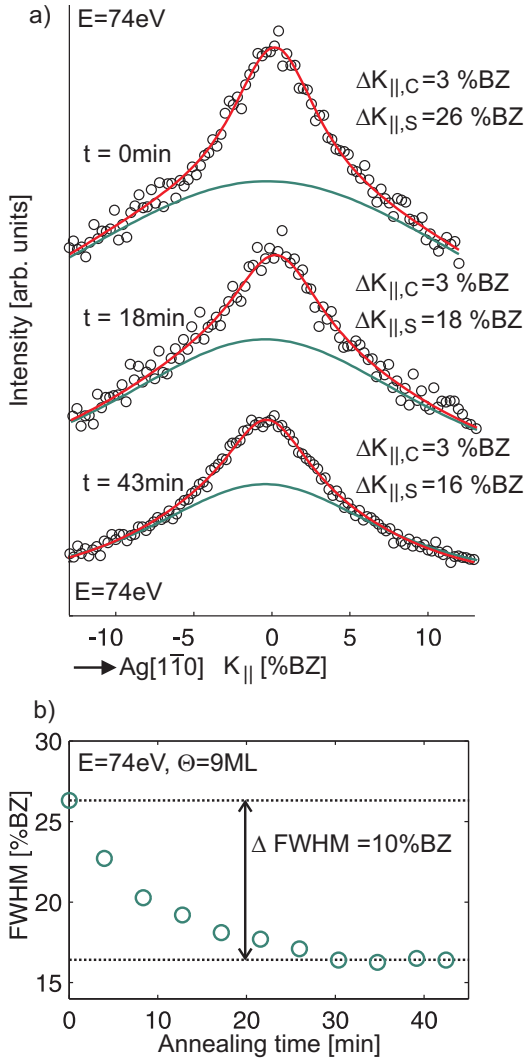 a)
E=74eV
ΔK||,C=3 %BZ
ΔK||,S=26 %BZ
t = 0min
ΔK||,C=3 %BZ
ΔK||,S=18 %BZ
t = 18min
ΔK||,C=3 %BZ
ΔK||,S=16 %BZ
t = 43min
E=74eV
Intensity [arb. units]
-10 -5 0 5 10
Ag[11̅0] K|| [%BZ]
b)
E=74eV, Θ=9ML
Δ FWHM =10%BZ
FWHM [%BZ]
30
25
20
15
0 10 20 30 40
Annealing time [min]